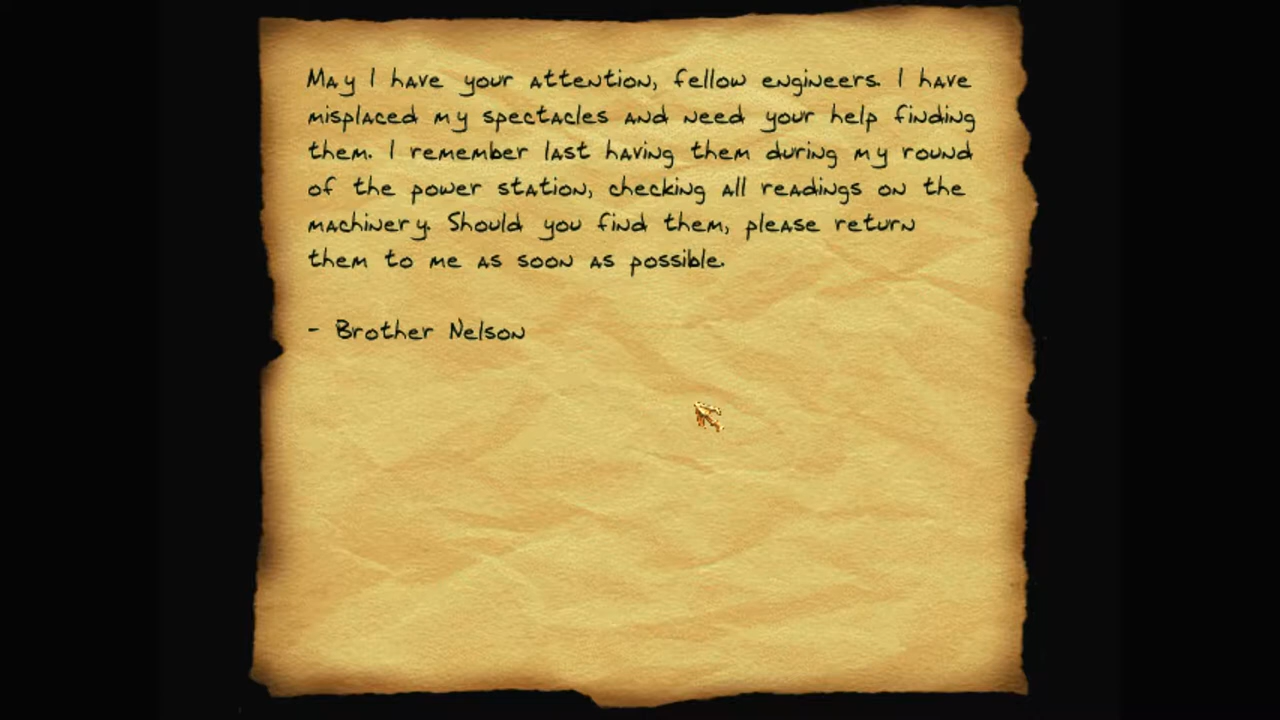 May I have your attention, fellow engineers. I have
misplaced my spectacles and need your help finding
them. I remember last having them during my round
of the power station, checking all readings on the
machinery. Should you find them, please return
them to me as soon as possible.
- Brother Nelson